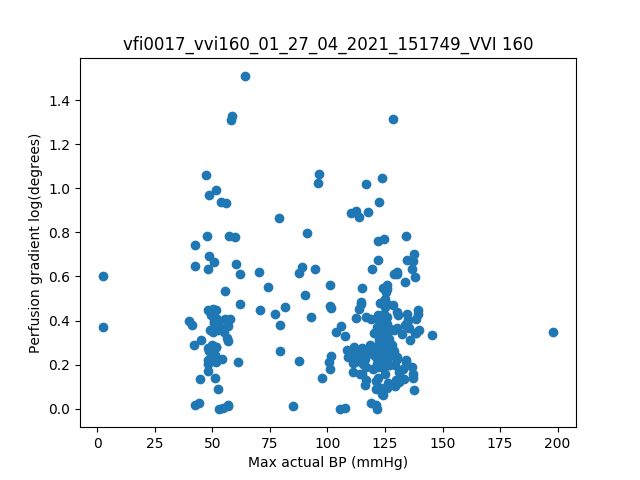 vfi0017_vvi160_01_27_04_2021_151749_VVI 160
Perfusion gradient log(degrees)
1.4
1.2
1.0
0.8
0.6
0.4
0.2
0.0
0 25 50 75 100 125 150 175 200
Max actual BP (mmHg)